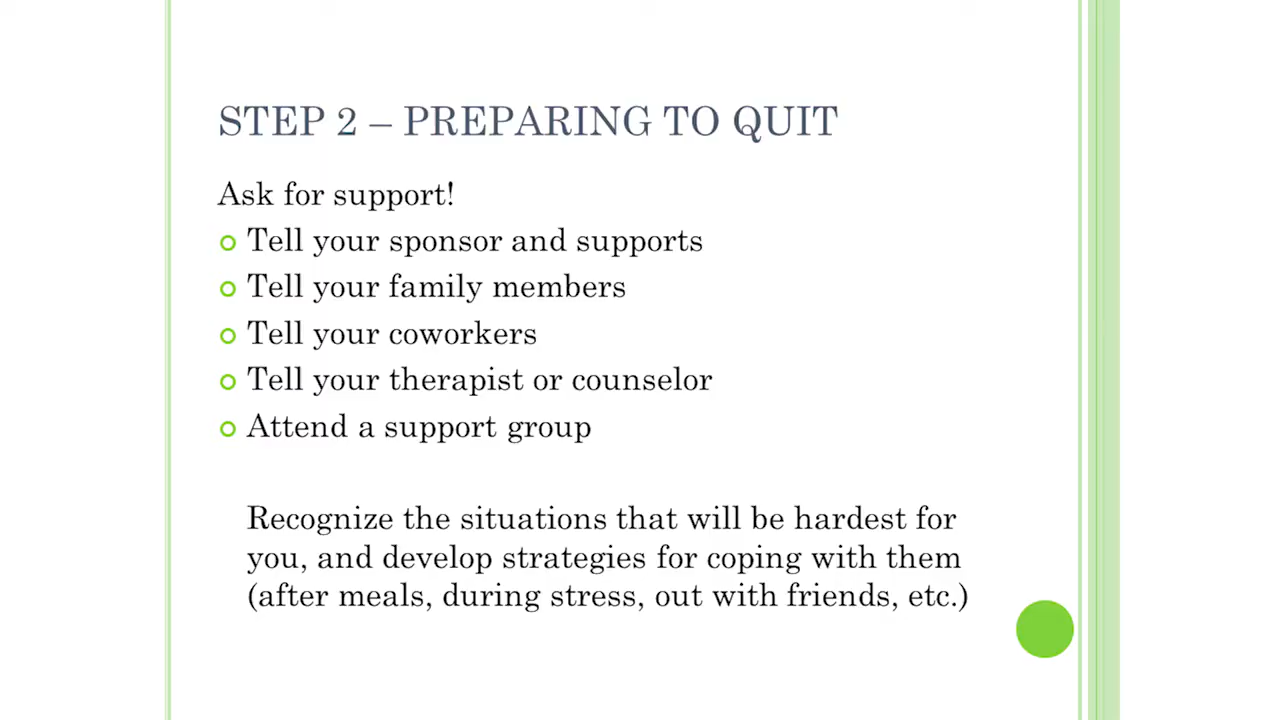 STEP 2 – PREPARING TO QUIT
Ask for support!
Tell your sponsor and supports
Tell your family members
Tell your coworkers
Tell your therapist or counselor
Attend a support group
Recognize the situations that will be hardest for
you, and develop strategies for coping with them
(after meals, during stress, out with friends, etc.)